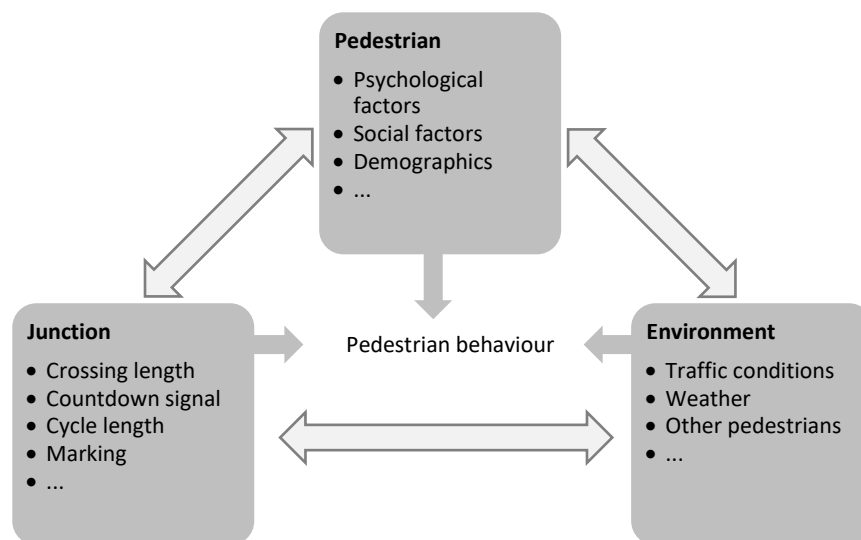 Pedestrian
• Psychological
factors
• Social factors
• Demographics
• ...
Junction
• Crossing length
• Countdown signal
• Cycle length
• Marking
• ...
Pedestrian behaviour
Environment
• Traffic conditions
• Weather
• Other pedestrians
• ...